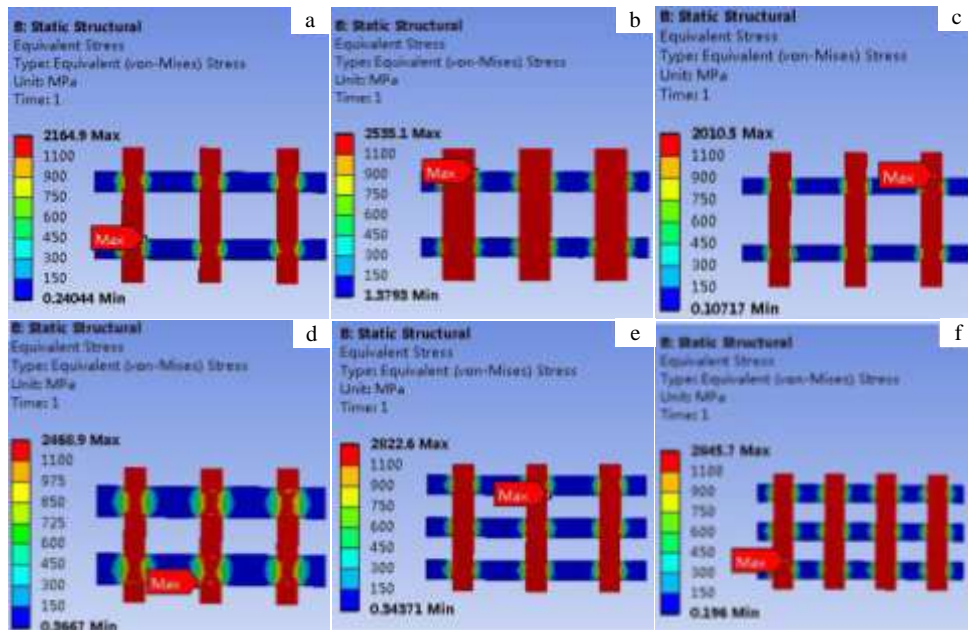 a
B: Static Structural
Equivalent Stress
Type: Equivalent (von-Mises) Stress
Unit: MPa
Time: 1
2164.9 Max
1100
900
750
600
450
300
150
0.24044 Min
Max
b
B: Static Structural
Equivalent Stress
Type: Equivalent (von-Mises) Stress
Unit: MPa
Time: 1
2535.1 Max
1100
900
750
600
450
300
150
1.3793 Min
Max
c
B: Static Structural
Equivalent Stress
Type: Equivalent (von-Mises) Stress
Unit: MPa
Time: 1
2010.5 Max
1100
900
750
600
450
300
150
0.10717 Min
Max
d
B: Static Structural
Equivalent Stress
Type: Equivalent (von-Mises) Stress
Unit: MPa
Time: 1
Max
1100
975
850
725
600
450
300
150
0.3667 Min
Max
e
B: Static Structural
Equivalent Stress
Type: Equivalent (von-Mises) Stress
Unit: MPa
Time: 1
2822.6 Max
1100
900
750
600
450
300
150
0.34371 Min
Max
f
B: Static Structural
Equivalent Stress
Type: Equivalent (von-Mises) Stress
Unit: MPa
Time: 1
Max
1100
900
750
600
450
300
150
0.196 Min
Max